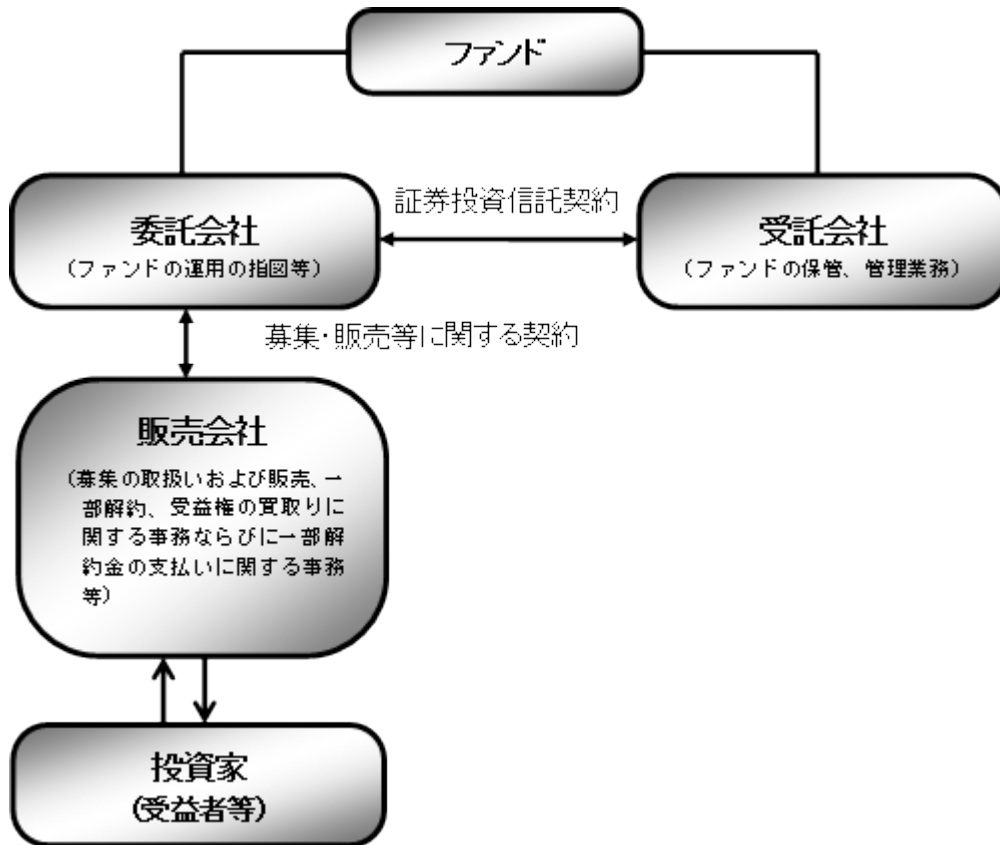 ファンド
証券投資信託契約
委託会社
(ファンドの運用の指図等)
受託会社
(ファンドの保管、管理業務)
募集・販売等に関する契約
販売会社
(募集の取扱いおよび販売、一
部解約、受益権の買取りに
関する事務ならびに一部解
約金の支払いに関する事務
等)
投資家
(受益者等)